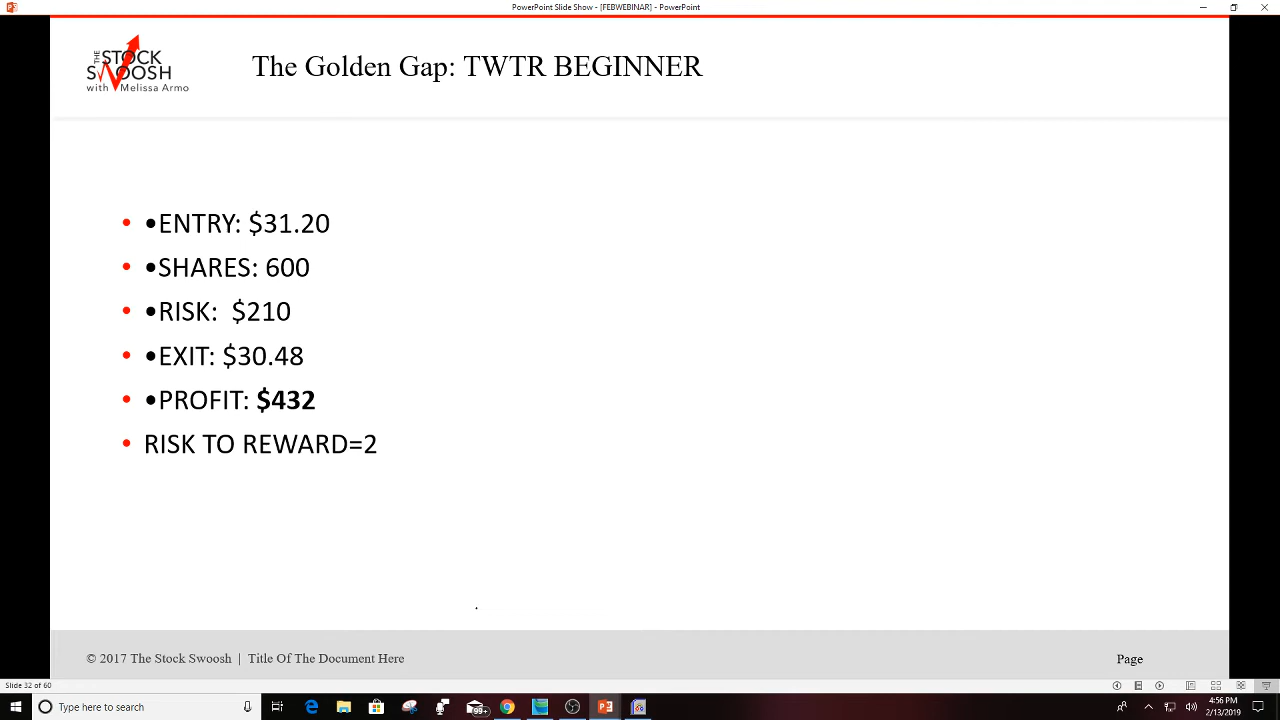 PowerPoint Slide Show - [FEBWEBINAR] - PowerPoint
THE
STOCK
SWOOSH
with Melissa Armo
The Golden Gap: TWTR BEGINNER
• •ENTRY: $31.20
• •SHARES: 600
• •RISK:  $210
• •EXIT: $30.48
• •PROFIT: $432
• RISK TO REWARD=2
© 2017 The Stock Swoosh | Title Of The Document Here
Page
Slide 32 of 60
Type here to search
99+
4:56 PM
2/13/2019